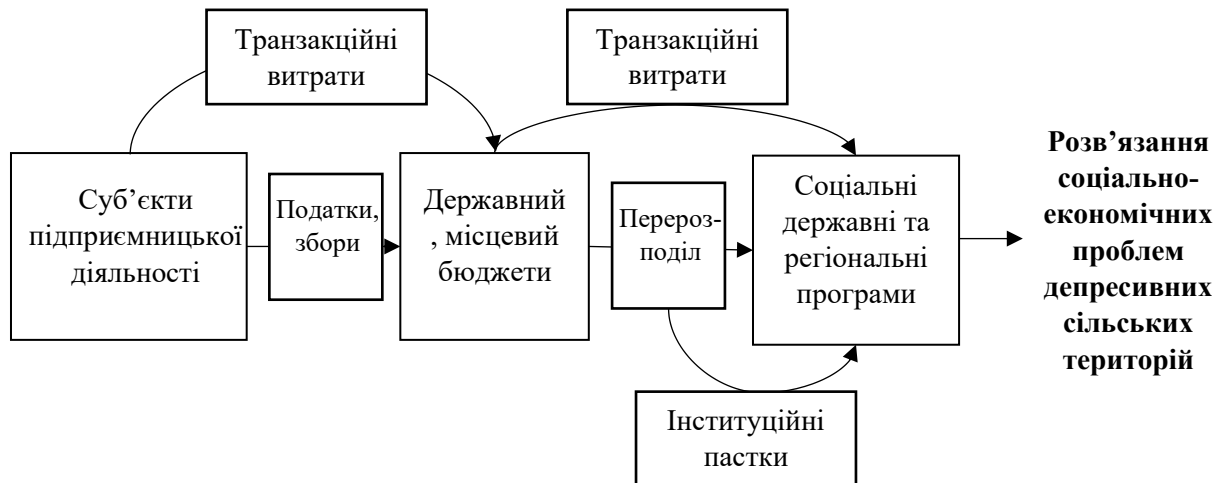 Транзакційні
витрати
Транзакційні
витрати
Суб’єкти
підприємницької
діяльності
Податки,
збори
Державний
, місцевий
бюджети
Перероз-
поділ
Соціальні
державні та
регіональні
програми
Розв’язання
соціально-
економічних
проблем
депресивних
сільських
територій
Інституційні
пастки